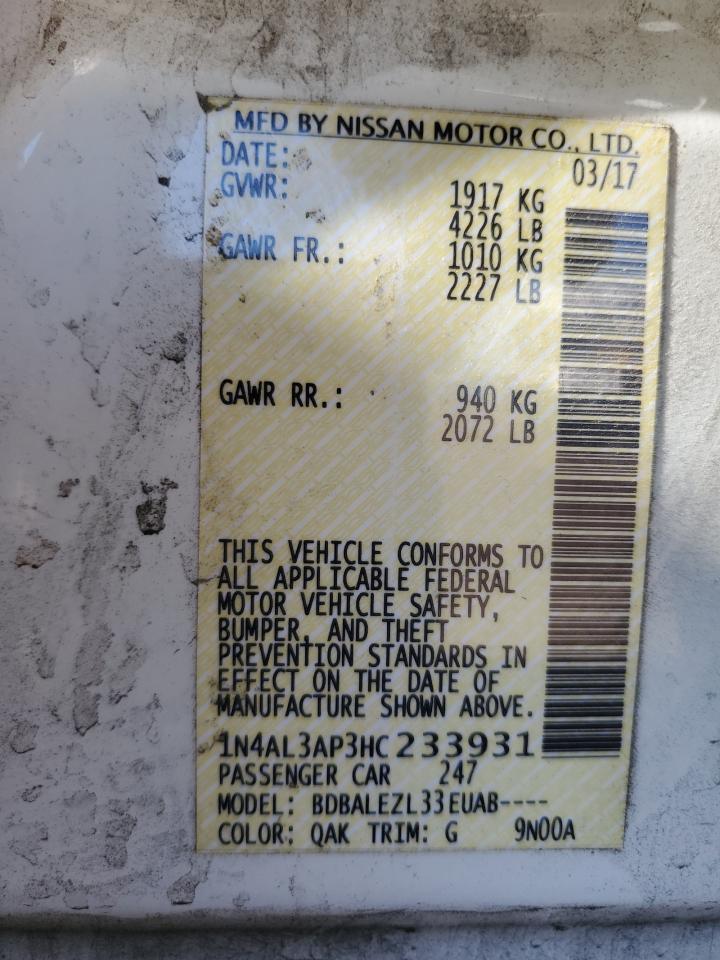 MFD BY NISSAN MOTOR CO., LTD.
DATE: 03/17
GVWR: 1917 KG
4226 LB
GAWR FR.: 1010 KG
2227 LB
GAWR RR.: 940 KG
2072 LB
THIS VEHICLE CONFORMS TO
ALL APPLICABLE FEDERAL
MOTOR VEHICLE SAFETY,
BUMPER, AND THEFT
PREVENTION STANDARDS IN
EFFECT ON THE DATE OF
MANUFACTURE SHOWN ABOVE.
1N4AL3AP3HC233931
PASSENGER CAR 247
MODEL: BDBALEZL33EUAB----
COLOR: QAK TRIM: G 9N00A